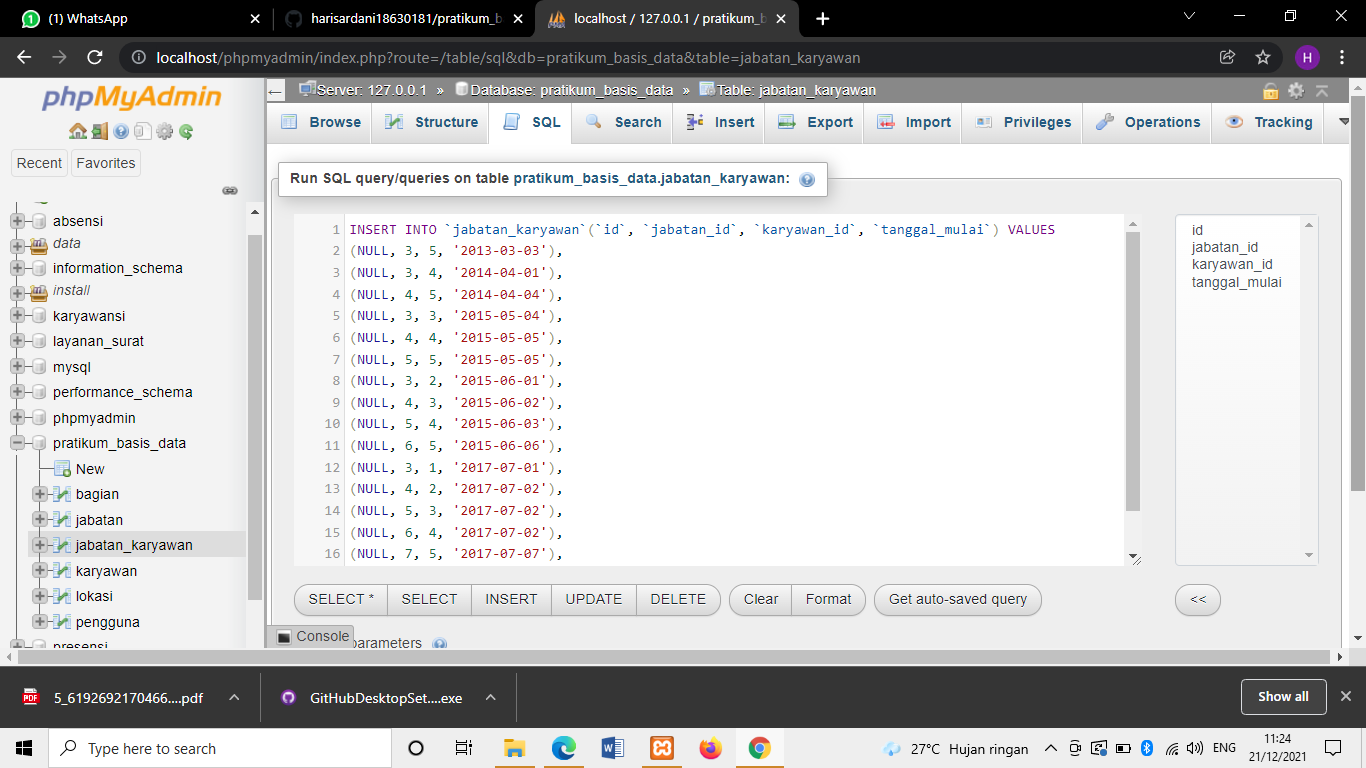 (1) WhatsApp
harisardani18630181/pratikum_b
localhost / 127.0.0.1 / pratikum_b
localhost/phpmyadmin/index.php?route=/table/sql&db=pratikum_basis_data&table=jabatan_karyawan
H
phpMyAdmin
Recent
Favorites
absensi
data
information_schema
install
karyawansi
layanan_surat
mysql
performance_schema
phpmyadmin
pratikum_basis_data
New
bagian
jabatan
jabatan_karyawan
karyawan
lokasi
pengguna
presensi
Server: 127.0.0.1 » Database: pratikum_basis_data » Table: jabatan_karyawan
Browse Structure SQL Search Insert Export Import Privileges Operations Tracking
Run SQL query/queries on table pratikum_basis_data.jabatan_karyawan:
1 INSERT INTO `jabatan_karyawan`(`id`, `jabatan_id`, `karyawan_id`, `tanggal_mulai`) VALUES
2 (NULL, 3, 5, '2013-03-03'),
3 (NULL, 3, 4, '2014-04-01'),
4 (NULL, 4, 5, '2014-04-04'),
5 (NULL, 3, 3, '2015-05-04'),
6 (NULL, 4, 4, '2015-05-05'),
7 (NULL, 5, 5, '2015-05-05'),
8 (NULL, 3, 2, '2015-06-01'),
9 (NULL, 4, 3, '2015-06-02'),
10 (NULL, 5, 4, '2015-06-03'),
11 (NULL, 6, 5, '2015-06-06'),
12 (NULL, 3, 1, '2017-07-01'),
13 (NULL, 4, 2, '2017-07-02'),
14 (NULL, 5, 3, '2017-07-02'),
15 (NULL, 6, 4, '2017-07-02'),
16 (NULL, 7, 5, '2017-07-07'),
id
jabatan_id
karyawan_id
tanggal_mulai
SELECT * SELECT INSERT UPDATE DELETE Clear Format Get auto-saved query <<
Console
parameters
5_6192692170466....pdf
GitHubDesktopSet....exe
Show all
Type here to search
27°C Hujan ringan
ENG
11:24
21/12/2021